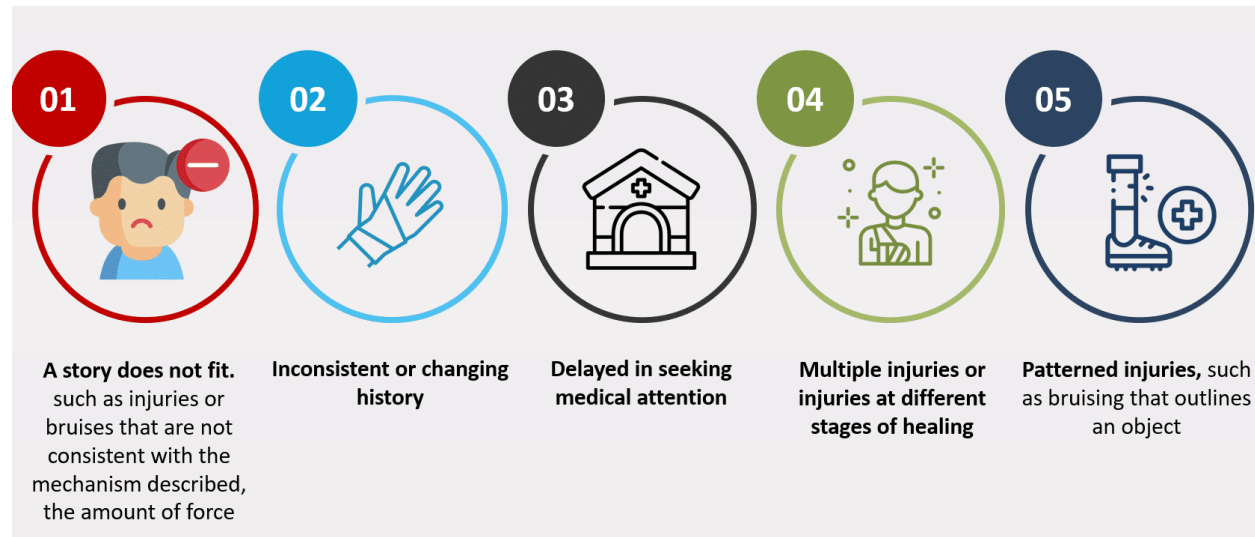 01
A story does not fit.
such as injuries or
bruises that are not
consistent with the
mechanism described,
the amount of force
02
Inconsistent or changing
history
03
Delayed in seeking
medical attention
04
Multiple injuries or
injuries at different
stages of healing
05
Patterned injuries, such
as bruising that outlines
an object